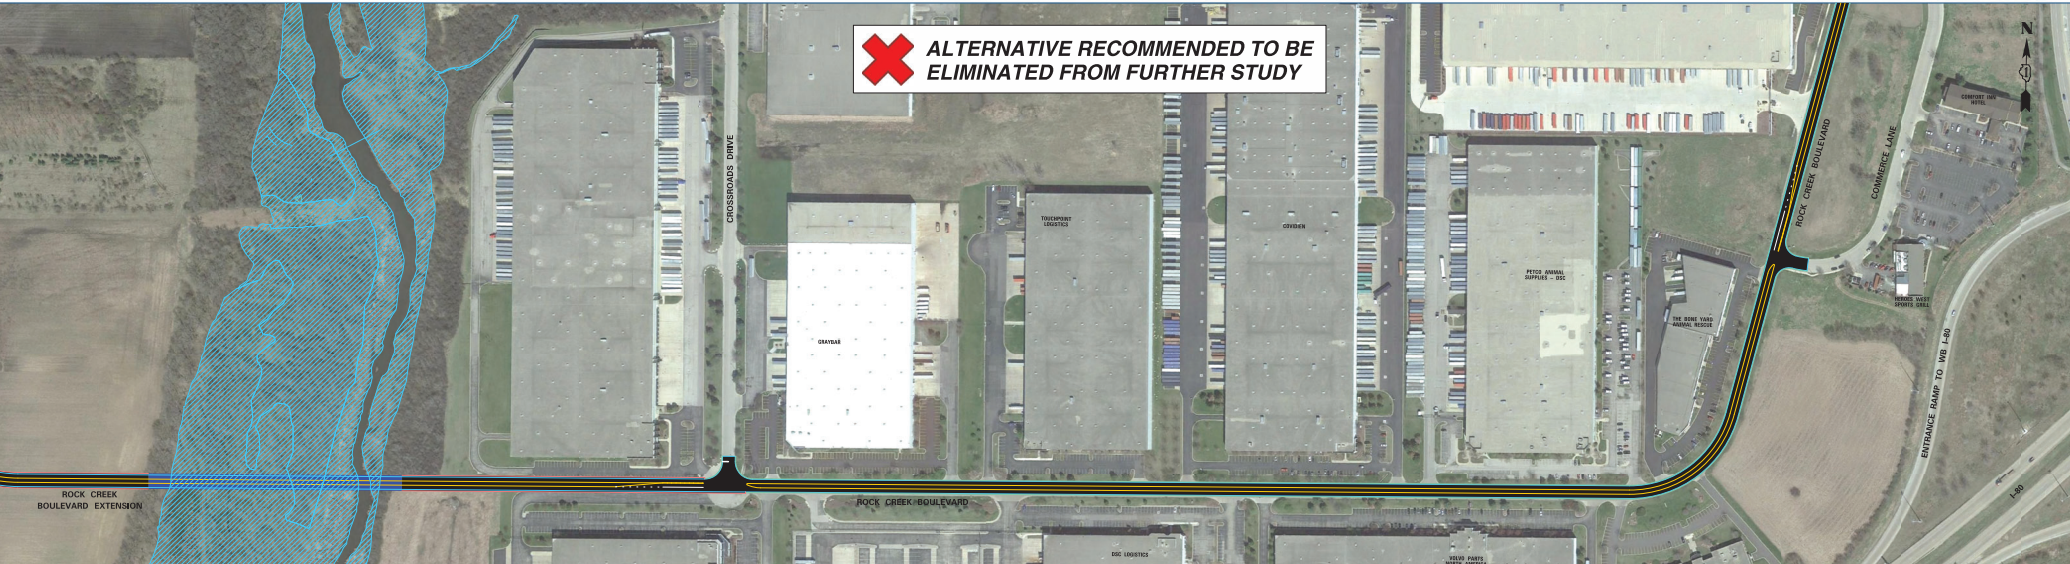 ALTERNATIVE RECOMMENDED TO BE
ELIMINATED FROM FURTHER STUDY
N
COMFORT INN
HOTEL
CROSSROADS DRIVE
ROCK CREEK BOULEVARD
COMMERCE LANE
TOUCHPOINT
LOGISTICS
COVIDIEN
PETCO ANIMAL
SUPPLIES - DSC
HEROES WEST
SPORTS GRILL
THE BONE YARD
ANIMAL RESCUE
GRAYBAR
ENTRANCE RAMP TO WB I-80
I-80
ROCK CREEK
BOULEVARD EXTENSION
ROCK CREEK BOULEVARD
DSC LOGISTICS
VOLVO PARTS
NORTH AMERICA